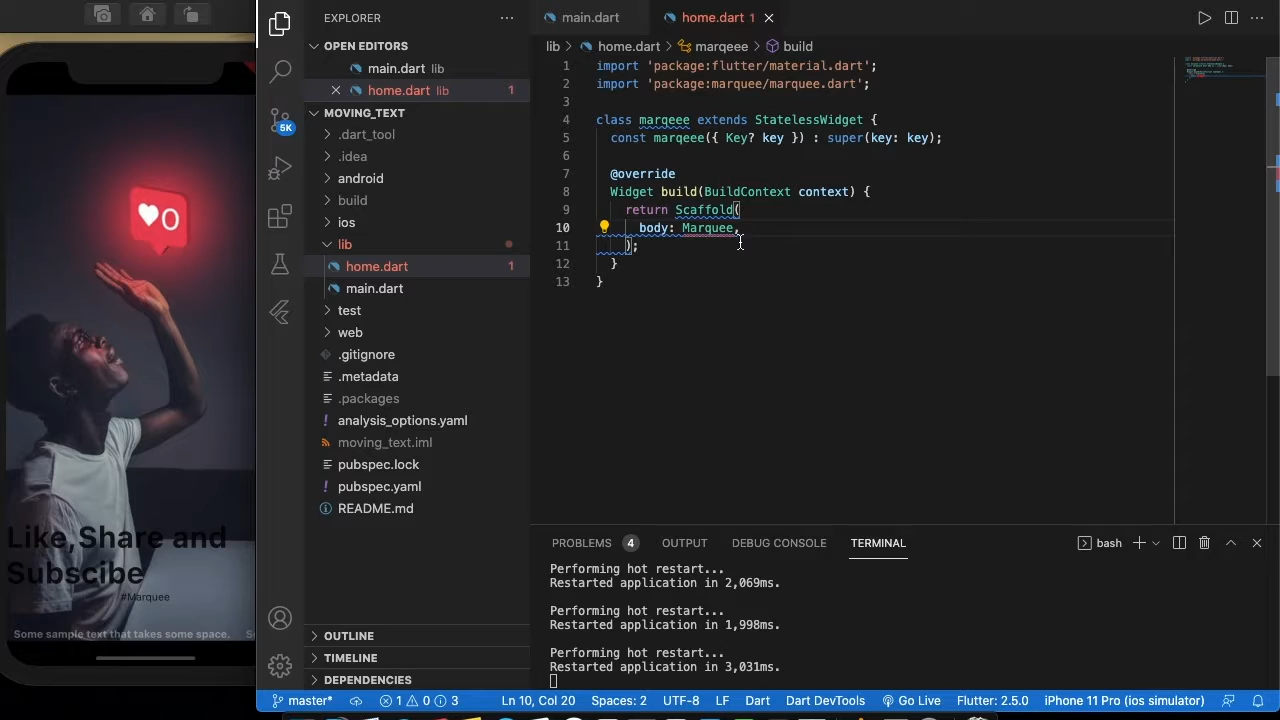 0
Like,Share and
Subscibe
#Marquee
Some sample text that takes some space.
EXPLORER
OPEN EDITORS
main.dart lib
home.dart lib 1
MOVING_TEXT
.dart_tool
.idea
android
build
ios
lib
home.dart 1
main.dart
test
web
.gitignore
.metadata
.packages
analysis_options.yaml
moving_text.iml
pubspec.lock
pubspec.yaml
README.md
OUTLINE
TIMELINE
DEPENDENCIES
5K
main.dart
home.dart 1
lib > home.dart > marqeee > build
1 import 'package:flutter/material.dart';
2 import 'package:marquee/marquee.dart';
3
4 class marqeee extends StatelessWidget {
5 const marqeee({ Key? key }) : super(key: key);
6
7 @override
8 Widget build(BuildContext context) {
9 return Scaffold(
10 body: Marquee,
11 );
12 }
13 }
PROBLEMS 4 OUTPUT DEBUG CONSOLE TERMINAL
bash
Performing hot restart...
Restarted application in 2,069ms.
Performing hot restart...
Restarted application in 1,998ms.
Performing hot restart...
Restarted application in 3,031ms.
master* 1 0 3 Ln 10, Col 20 Spaces: 2 UTF-8 LF Dart Dart DevTools Go Live Flutter: 2.5.0 iPhone 11 Pro (ios simulator)